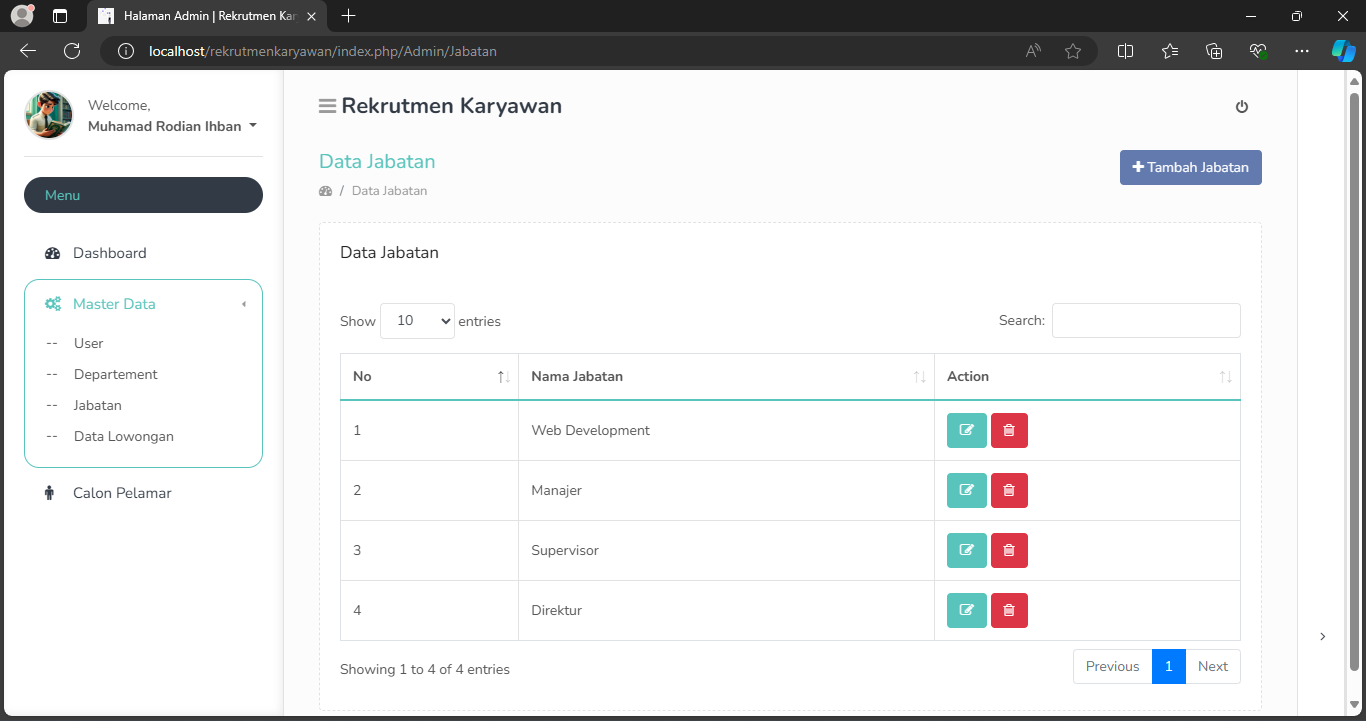 Halaman Admin | Rekrutmen Kar
localhost/rekrutmenkaryawan/index.php/Admin/Jabatan
Welcome,
Muhamad Rodian Ihban
Menu
Dashboard
Master Data
-- User
-- Departement
-- Jabatan
-- Data Lowongan
Calon Pelamar
Rekrutmen Karyawan
Data Jabatan
/ Data Jabatan
Tambah Jabatan
Data Jabatan
Show 10 entries
Search:
No Nama Jabatan Action
1 Web Development
2 Manajer
3 Supervisor
4 Direktur
Showing 1 to 4 of 4 entries
Previous 1 Next